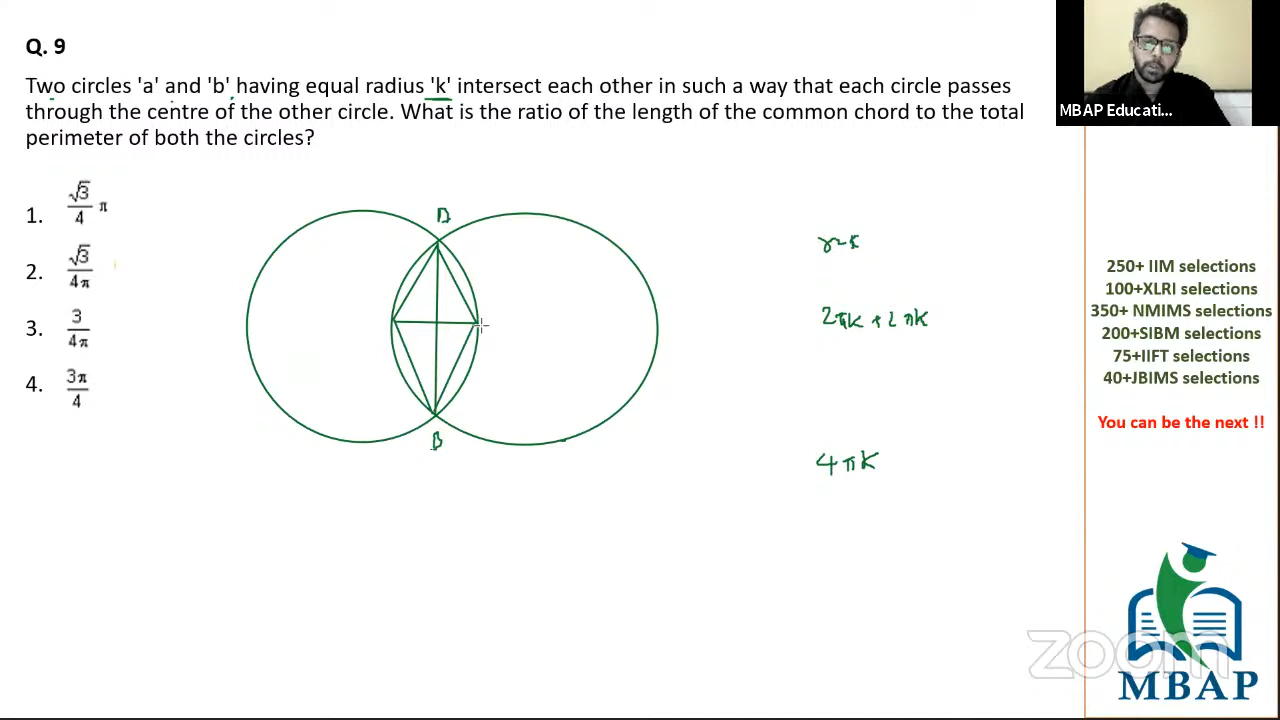 Q. 9
Two circles 'a' and 'b' having equal radius 'k' intersect each other in such a way that each circle passes
through the centre of the other circle. What is the ratio of the length of the common chord to the total
perimeter of both the circles?
1. √3/4 π
2. √3/4π
3. 3/4π
4. 3π/4
D
B
r=k
2πk + 2πk
4πk
MBAP Educati...
250+ IIM selections
100+XLRI selections
350+ NMIMS selections
200+SIBM selections
75+IIFT selections
40+JBIMS selections
You can be the next !!
zoom
MBAP